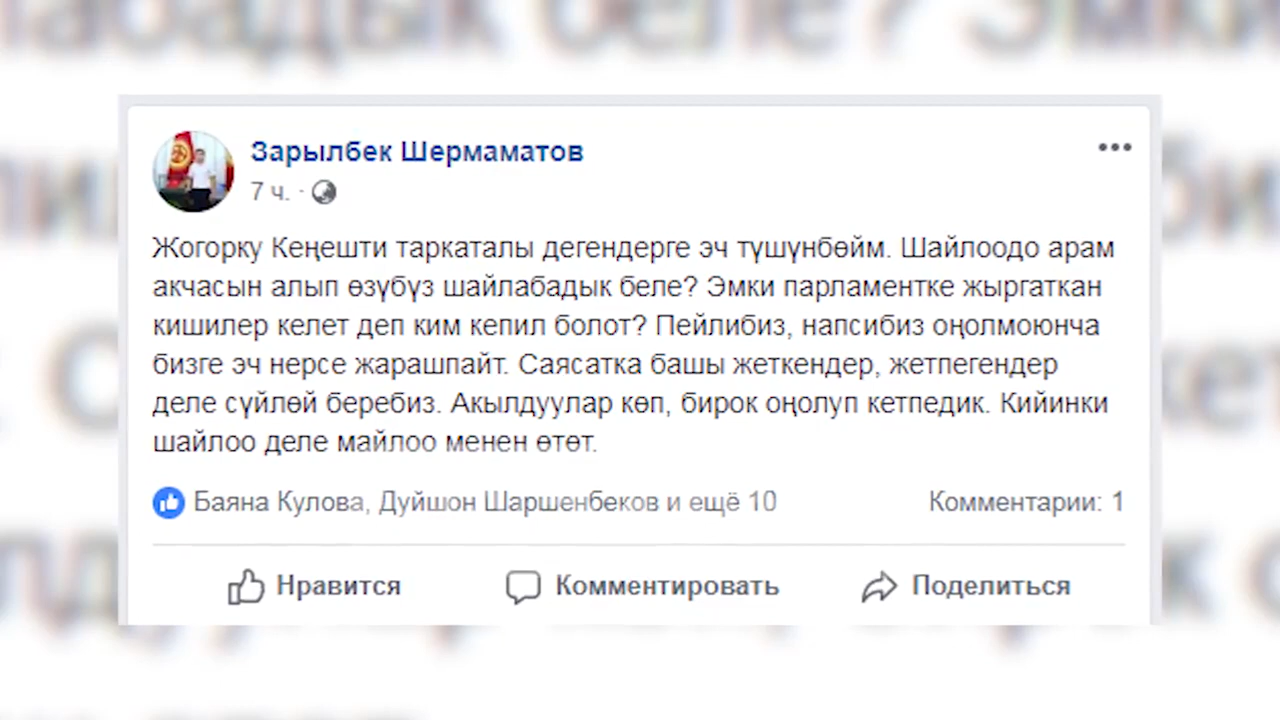 Зарылбек Шермаматов
7 ч. ·
Жогорку Кеңешти таркаталы дегендерге эч түшүнбөйм. Шайлоодо арам
акчасын алып өзүбүз шайлабадык беле? Эмки парламентке жыргаткан
кишилер келет деп ким кепил болот? Пейлибиз, напсибиз оңолмоюнча
бизге эч нерсе жарашпайт. Саясатка башы жеткендер, жетпегендер
деле сүйлөй беребиз. Акылдуулар көп, бирок оңолуп кетпедик. Кийинки
шайлоо деле майлоо менен өтөт.
Баяна Кулова, Дуйшон Шаршенбеков и ещё 10 Комментарии: 1
Нравится Комментировать Поделиться